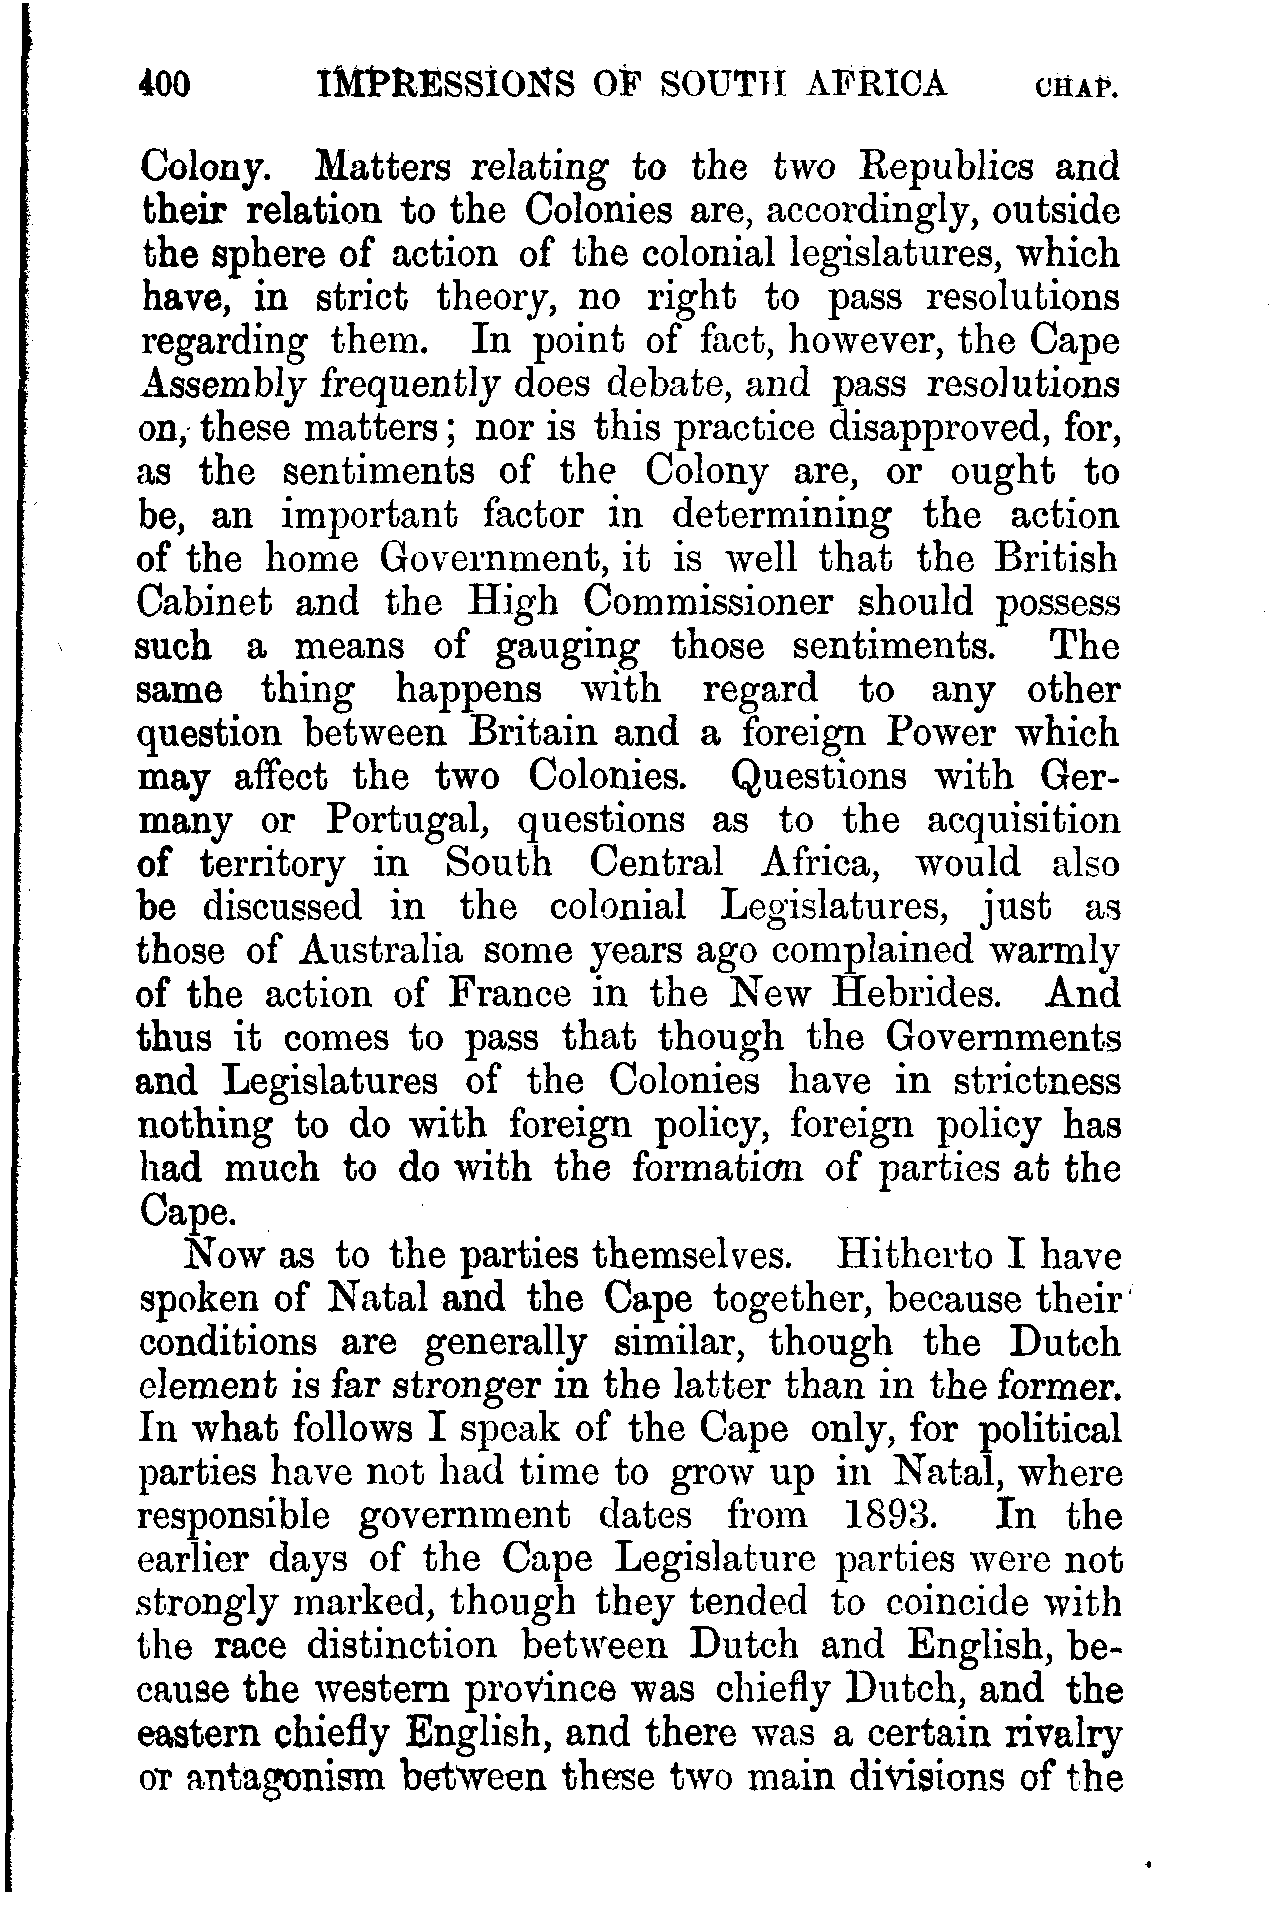 400 IMPRESSIONS OF SOUTH AFRICA CHAP.
Colony. Matters relating to the two Republics and
their relation to the Colonies are, accordingly, outside
the sphere of action of the colonial legislatures, which
have, in strict theory, no right to pass resolutions
regarding them. In point of fact, however, the Cape
Assembly frequently does debate, and pass resolutions
on, these matters; nor is this practice disapproved, for,
as the sentiments of the Colony are, or ought to
be, an important factor in determining the action
of the home Government, it is well that the British
Cabinet and the High Commissioner should possess
such a means of gauging those sentiments. The
same thing happens with regard to any other
question between Britain and a foreign Power which
may affect the two Colonies. Questions with Ger-
many or Portugal, questions as to the acquisition
of territory in South Central Africa, would also
be discussed in the colonial Legislatures, just as
those of Australia some years ago complained warmly
of the action of France in the New Hebrides. And
thus it comes to pass that though the Governments
and Legislatures of the Colonies have in strictness
nothing to do with foreign policy, foreign policy has
had much to do with the formation of parties at the
Cape.
Now as to the parties themselves. Hitherto I have
spoken of Natal and the Cape together, because their
conditions are generally similar, though the Dutch
element is far stronger in the latter than in the former.
In what follows I speak of the Cape only, for political
parties have not had time to grow up in Natal, where
responsible government dates from 1893. In the
earlier days of the Cape Legislature parties were not
strongly marked, though they tended to coincide with
the race distinction between Dutch and English, be-
cause the western province was chiefly Dutch, and the
eastern chiefly English, and there was a certain rivalry
or antagonism between these two main divisions of the